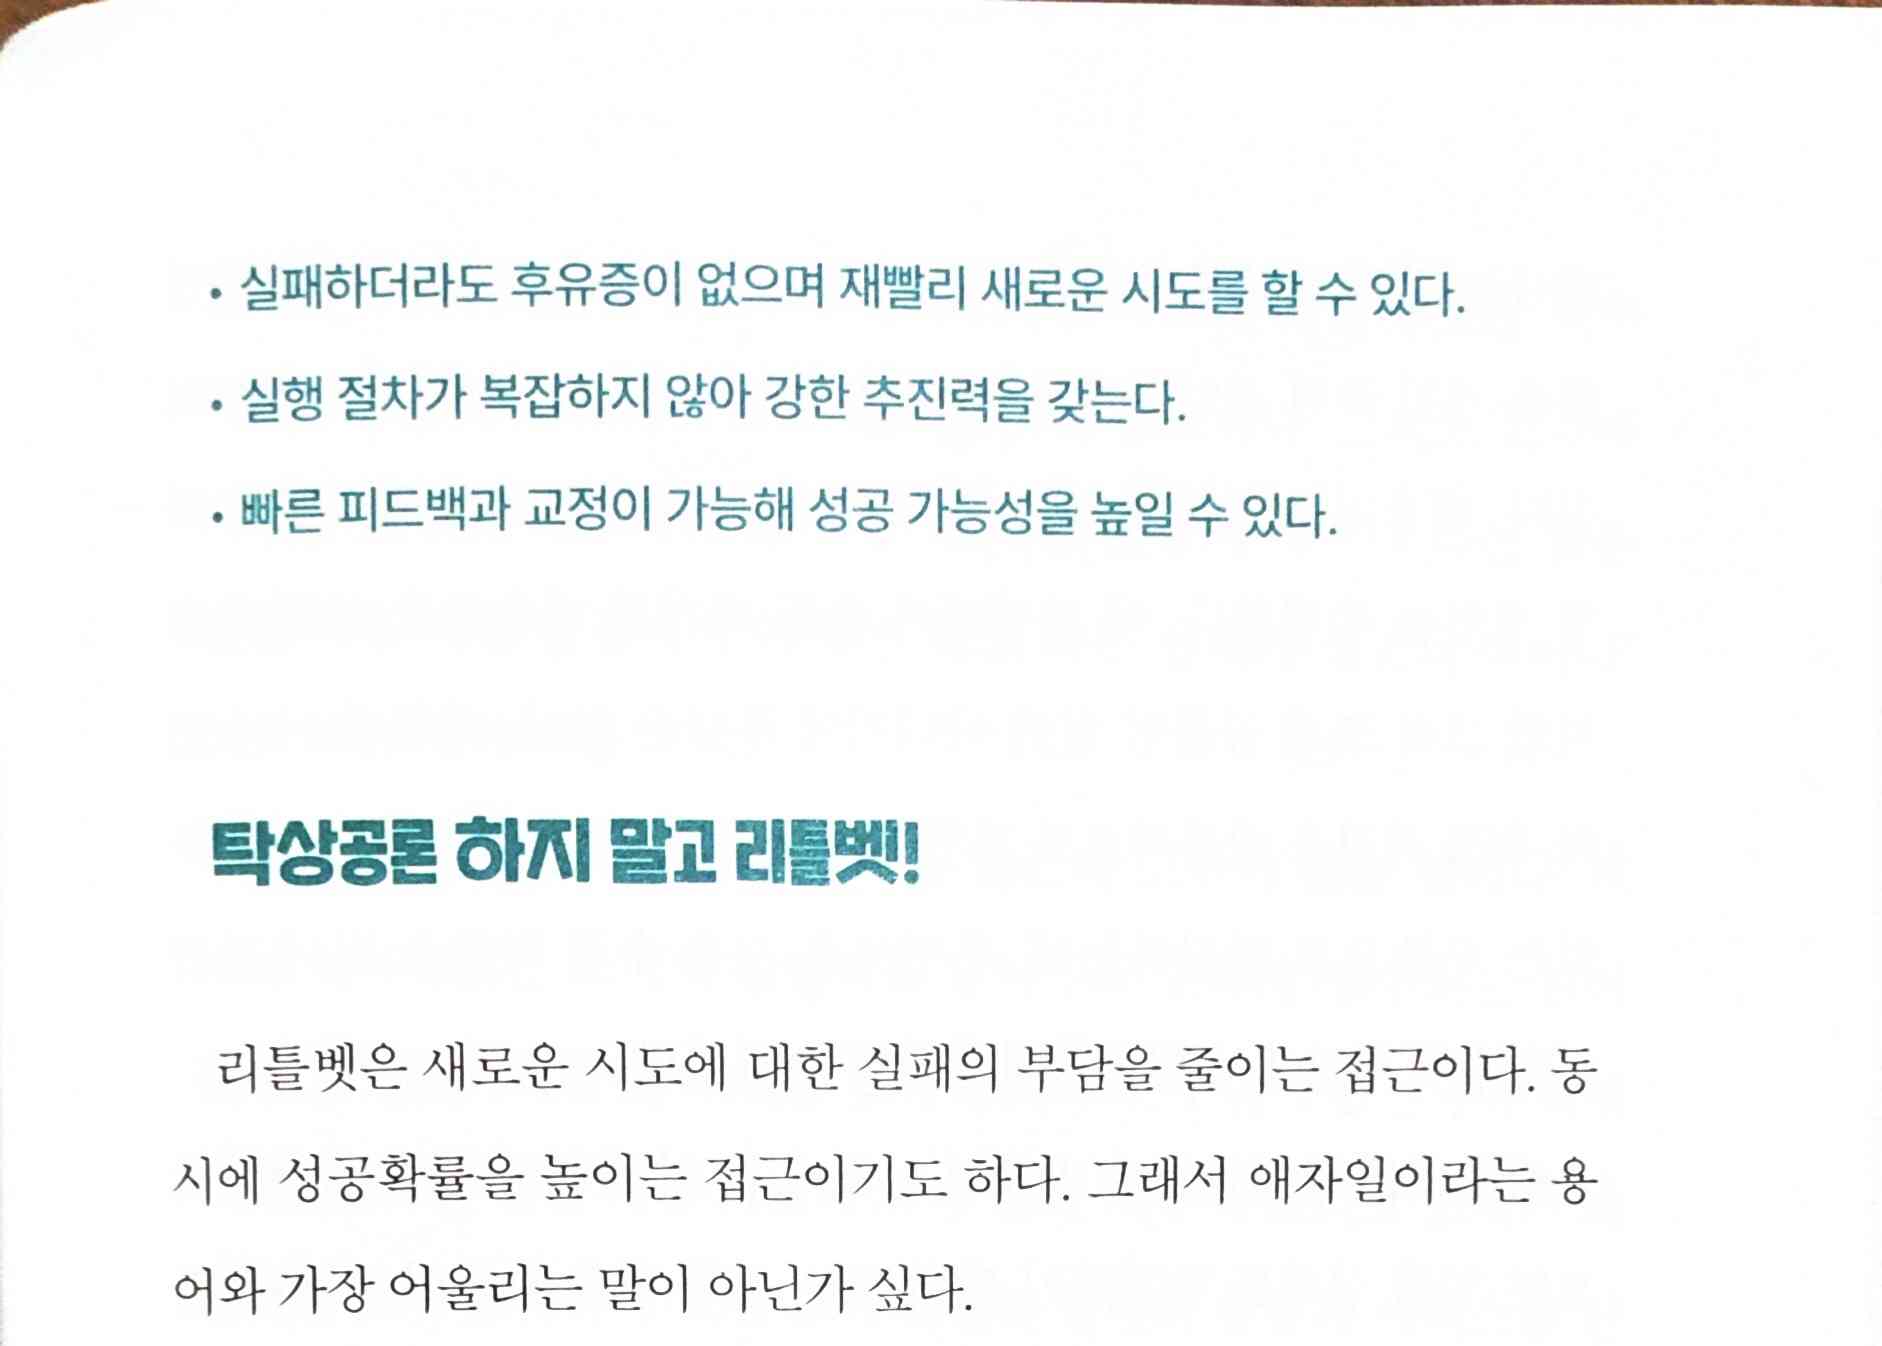 • 실패하더라도 후유증이 없으며 재빨리 새로운 시도를 할 수 있다.
• 실행 절차가 복잡하지 않아 강한 추진력을 갖는다.
• 빠른 피드백과 교정이 가능해 성공 가능성을 높일 수 있다.
탁상공론 하지 말고 리틀벳!
리틀벳은 새로운 시도에 대한 실패의 부담을 줄이는 접근이다. 동
시에 성공확률을 높이는 접근이기도 하다. 그래서 애자일이라는 용
어와 가장 어울리는 말이 아닌가 싶다.